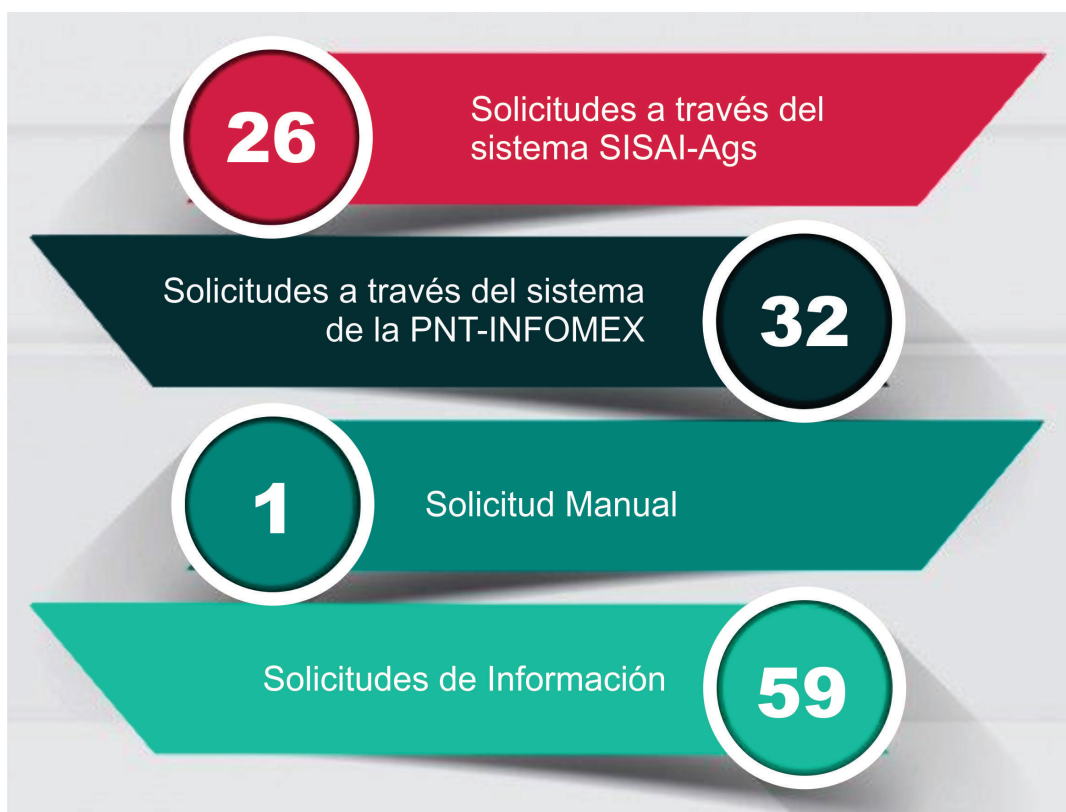 26
Solicitudes a través del
sistema SISAI-Ags
Solicitudes a través del sistema
de la PNT-INFOMEX
32
1
Solicitud Manual
Solicitudes de Información
59